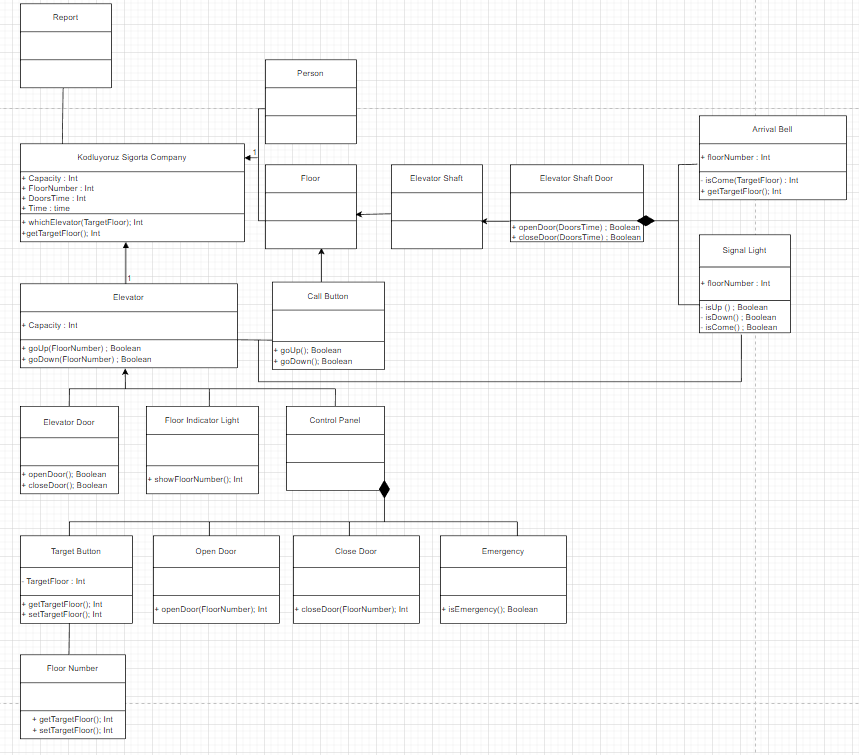 Report
Person
Kodluyoruz Sigorta Company
+ Capacity : Int
+ FloorNumber : Int
+ DoorsTime : Int
+ Time : time
+ whichElevator(TargetFloor); Int
+getTargetFloor(); Int
1
Floor
Elevator Shaft
Elevator Shaft Door
+ openDoor(DoorsTime) ; Boolean
+ closeDoor(DoorsTime) ; Boolean
Arrival Bell
+ floorNumber : Int
- isCome(TargetFloor) : Int
+ getTargetFloor(); Int
Signal Light
+ floorNumber : Int
- isUp () ; Boolean
- isDown() ; Boolean
- isCome() ; Boolean
1
Elevator
+ Capacity : Int
+ goUp(FloorNumber) ; Boolean
+ goDown(FloorNumber) ; Boolean
Call Button
+ goUp(); Boolean
+ goDown(); Boolean
Elevator Door
+ openDoor(); Boolean
+ closeDoor(); Boolean
Floor Indicator Light
+ showFloorNumber(); Int
Control Panel
Target Button
- TargetFloor : Int
+ getTargetFloor(); Int
+ setTargetFloor(); Int
Open Door
+ openDoor(FloorNumber); Int
Close Door
+ closeDoor(FloorNumber); Int
Emergency
+ isEmergency(); Boolean
Floor Number
+ getTargetFloor(); Int
+ setTargetFloor(); Int